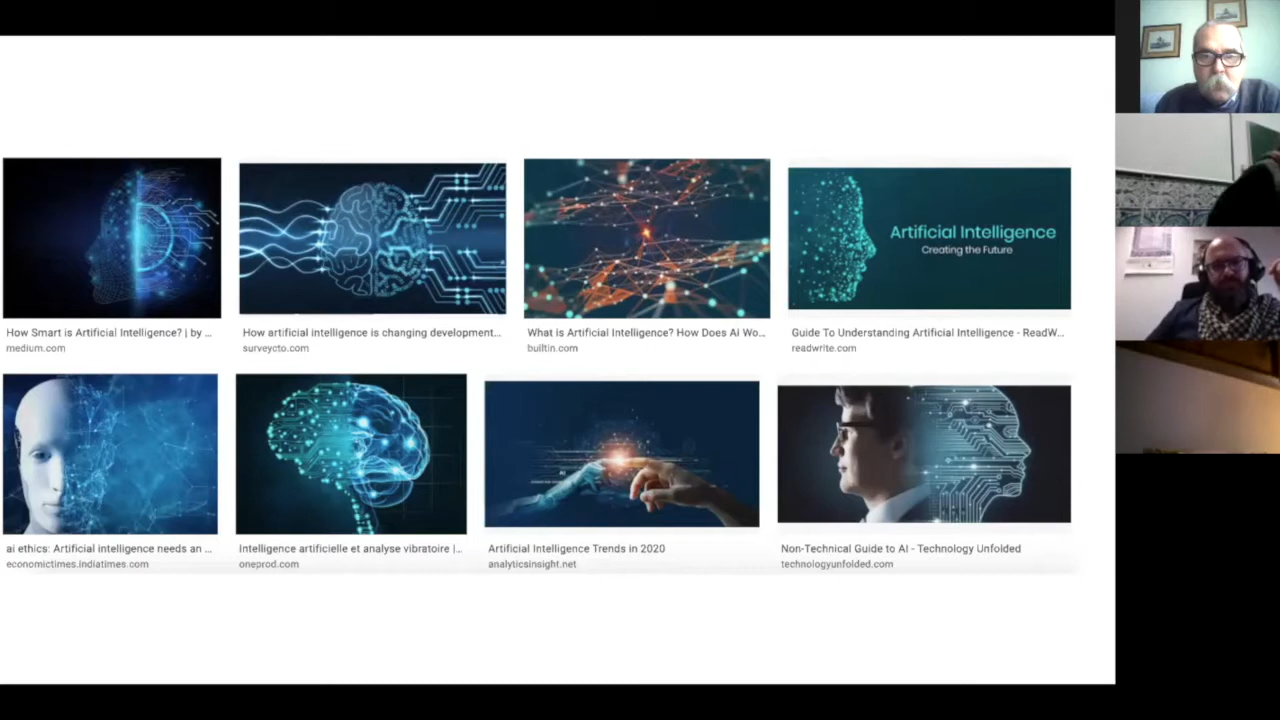 Artificial Intelligence
Creating the Future
How Smart is Artificial Intelligence? | by ...
medium.com
How artificial intelligence is changing development...
surveycto.com
What is Artificial Intelligence? How Does Ai Wo...
builtin.com
Guide To Understanding Artificial Intelligence - ReadW...
readwrite.com
AI
ai ethics: Artificial intelligence needs an ...
economictimes.indiatimes.com
Intelligence artificielle et analyse vibratoire |...
oneprod.com
Artificial Intelligence Trends in 2020
analyticsinsight.net
Non-Technical Guide to AI - Technology Unfolded
technologyunfolded.com